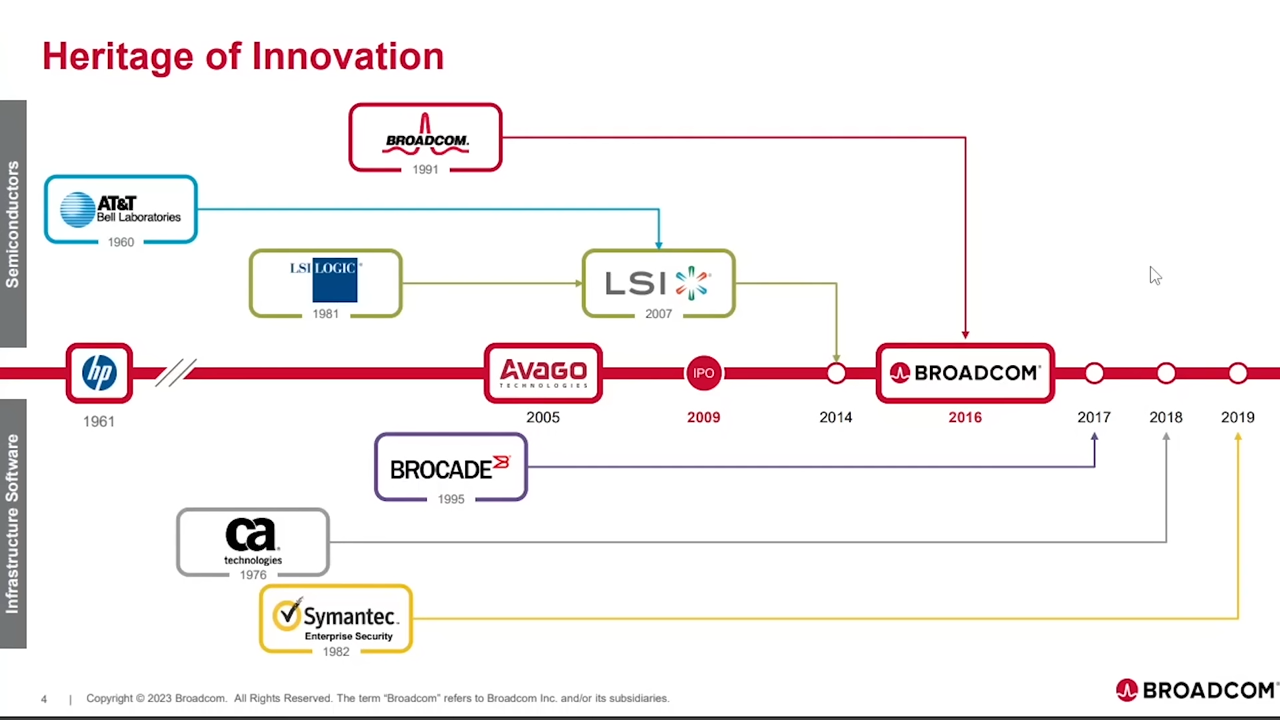 Heritage of Innovation
Semiconductors
BROADCOM.
1991
AT&T
Bell Laboratories
1960
LSI LOGIC
1981
LSI
2007
hp
1961
AVAGO
TECHNOLOGIES
2005
IPO
2009
2014
BROADCOM
2016
2017
2018
2019
Infrastructure Software
BROCADE
1995
ca
technologies
1976
Symantec
Enterprise Security
1982
4 | Copyright © 2023 Broadcom. All Rights Reserved. The term “Broadcom” refers to Broadcom Inc. and/or its subsidiaries.
BROADCOM